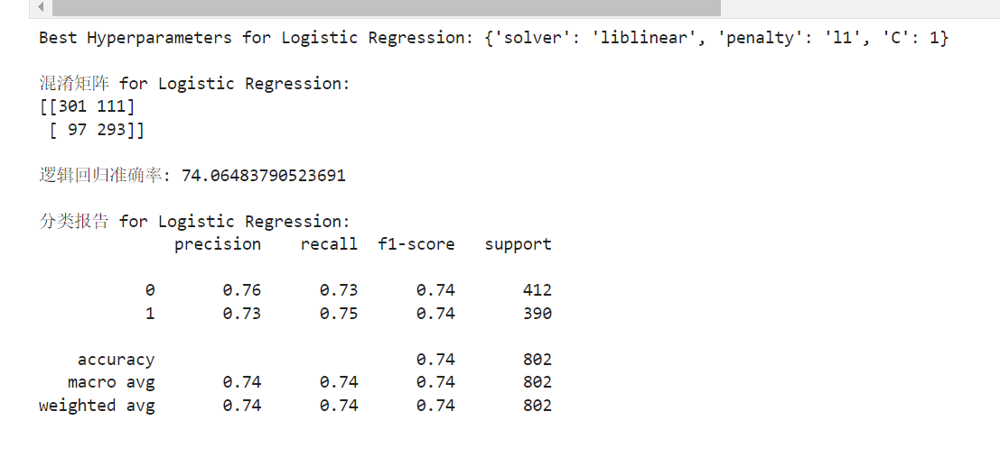 Best Hyperparameters for Logistic Regression: {'solver': 'liblinear', 'penalty': 'l1', 'C': 1}
混淆矩阵 for Logistic Regression:
[[301 111]
 [ 97 293]]
逻辑回归准确率: 74.06483790523691
分类报告 for Logistic Regression:
              precision    recall  f1-score   support
           0       0.76      0.73      0.74       412
           1       0.73      0.75      0.74       390
    accuracy                           0.74       802
   macro avg       0.74      0.74      0.74       802
weighted avg       0.74      0.74      0.74       802